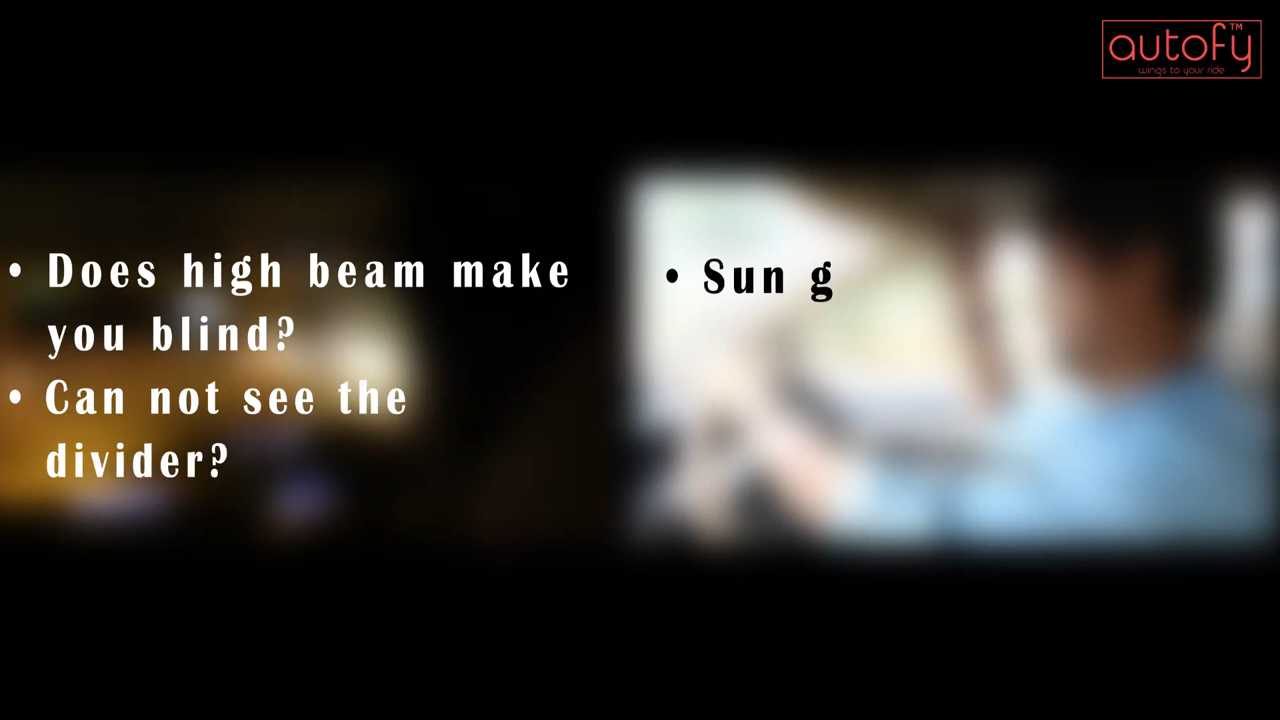 autofy™
wings to your ride
• Does high beam make
you blind?
• Can not see the
divider?
• Sun g